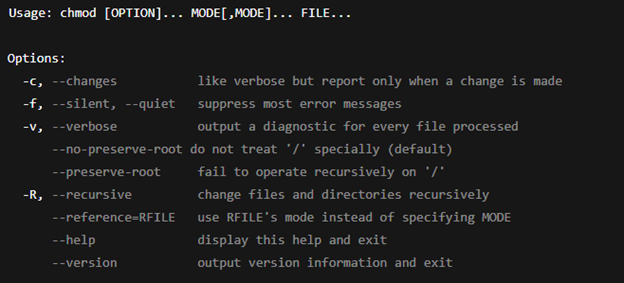 Usage: chmod [OPTION]... MODE[,MODE]... FILE...
Options:
-c, --changes like verbose but report only when a change is made
-f, --silent, --quiet suppress most error messages
-v, --verbose output a diagnostic for every file processed
--no-preserve-root do not treat '/' specially (default)
--preserve-root fail to operate recursively on '/'
-R, --recursive change files and directories recursively
--reference=RFILE use RFILE's mode instead of specifying MODE
--help display this help and exit
--version output version information and exit